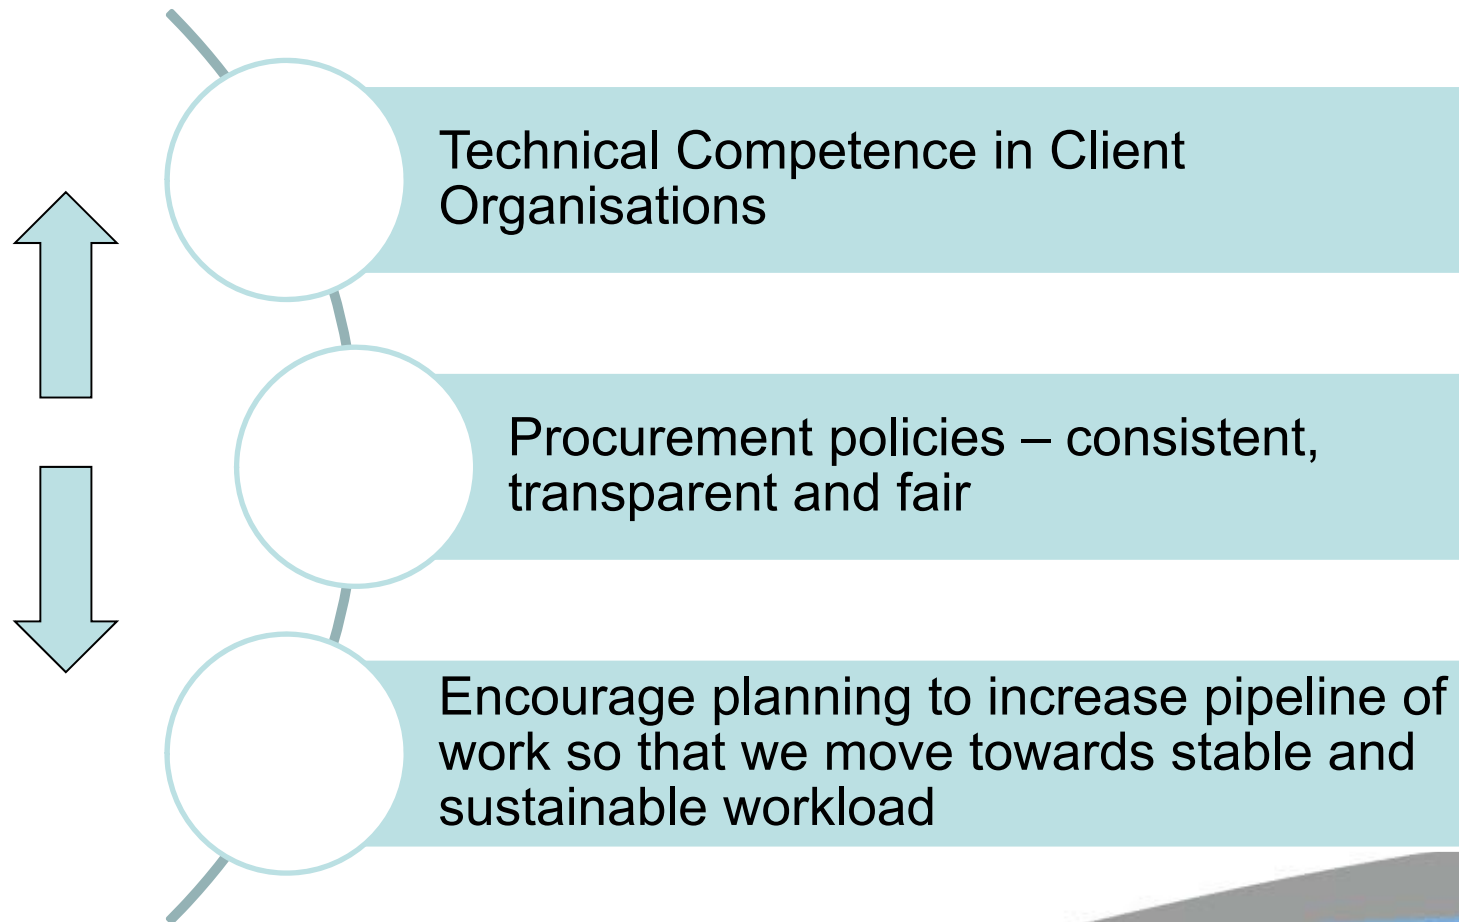 Technical Competence in Client
Organisations
Procurement policies – consistent,
transparent and fair
Encourage planning to increase pipeline of
work so that we move towards stable and
sustainable workload